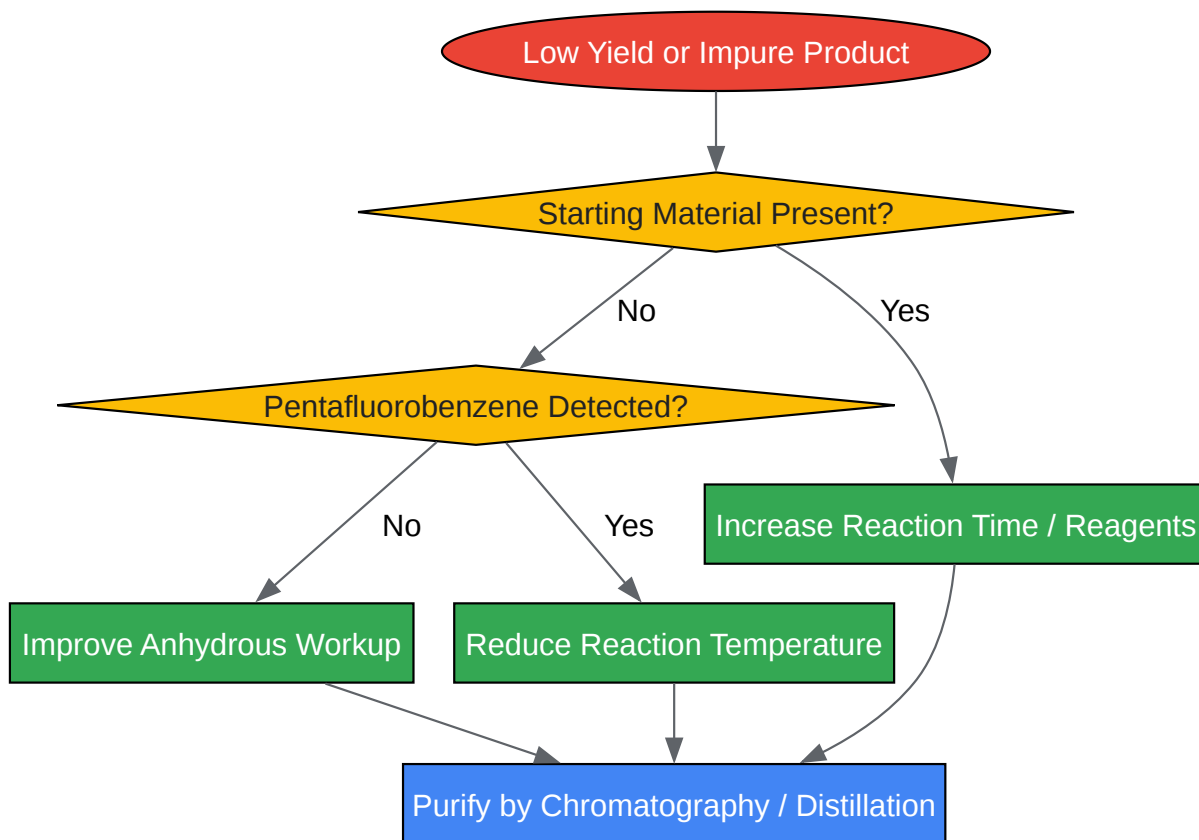 Low Yield or Impure Product
Starting Material Present?
No
Yes
Pentafluorobenzene Detected?
No
Yes
Increase Reaction Time / Reagents
Improve Anhydrous Workup
Reduce Reaction Temperature
Purify by Chromatography / Distillation